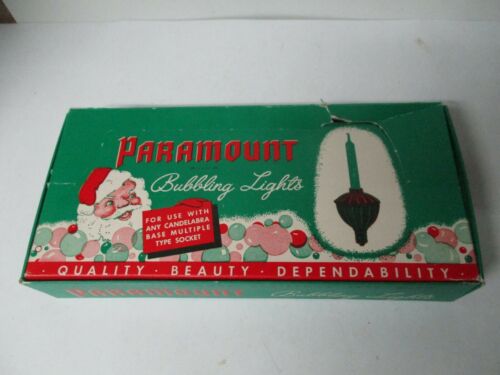 PARAMOUNT
Bubbling Lights
FOR USE WITH
ANY CANDELABRA
BASE MULTIPLE
TYPE SOCKET
QUALITY · BEAUTY · DEPENDABILITY
PARAMOUNT Bubbling Lights